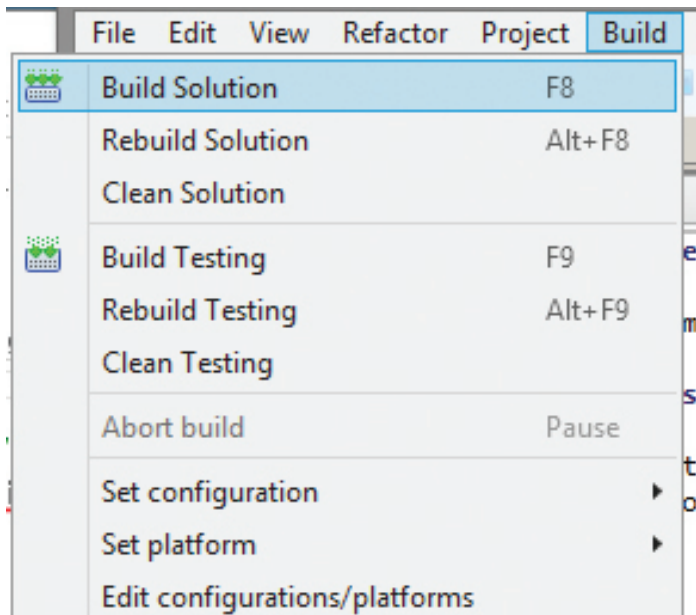 File Edit View Refactor Project Build
Build Solution F8
Rebuild Solution Alt+F8
Clean Solution
Build Testing F9
Rebuild Testing Alt+F9
Clean Testing
Abort build Pause
Set configuration
Set platform
Edit configurations/platforms